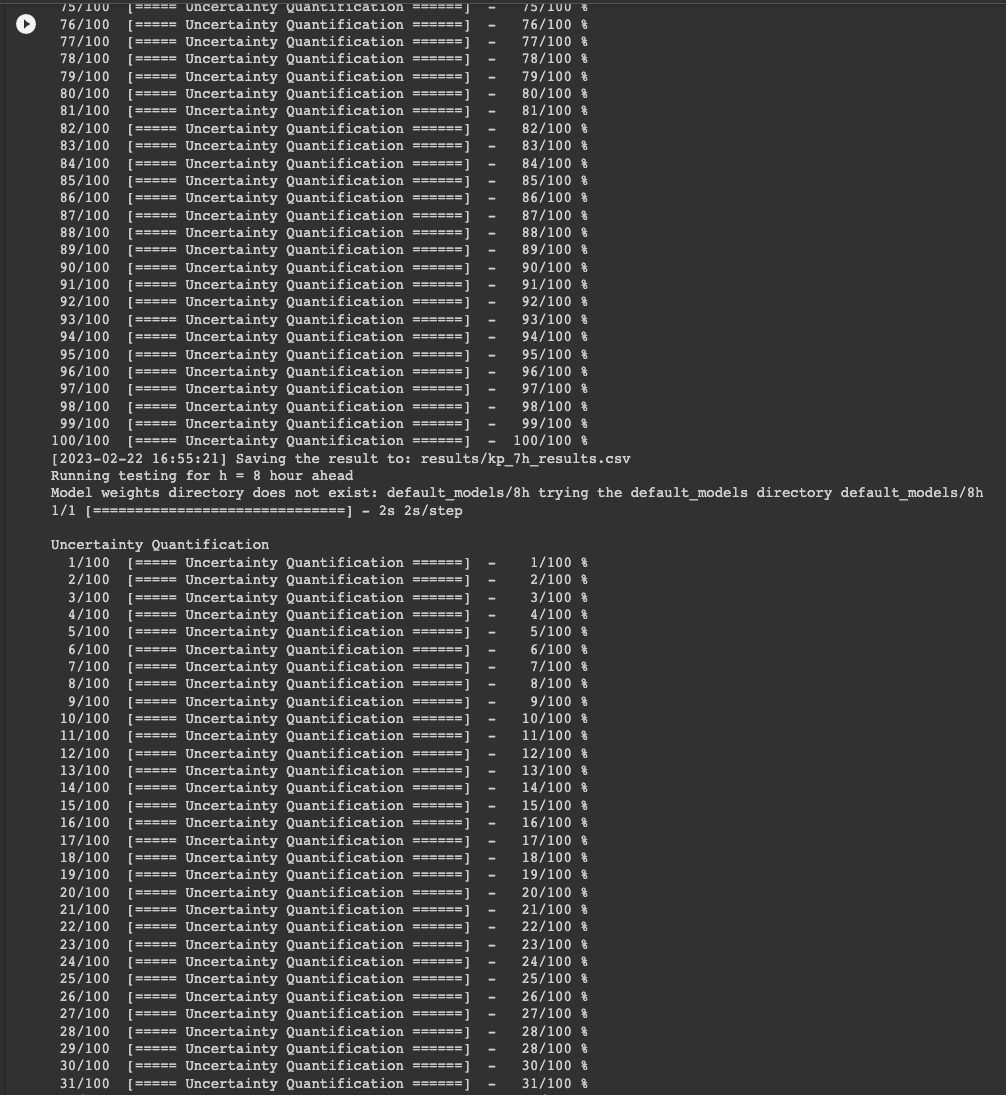 75/100  [===== Uncertainty Quantification ======]  -   75/100 %
76/100  [===== Uncertainty Quantification ======]  -   76/100 %
77/100  [===== Uncertainty Quantification ======]  -   77/100 %
78/100  [===== Uncertainty Quantification ======]  -   78/100 %
79/100  [===== Uncertainty Quantification ======]  -   79/100 %
80/100  [===== Uncertainty Quantification ======]  -   80/100 %
81/100  [===== Uncertainty Quantification ======]  -   81/100 %
82/100  [===== Uncertainty Quantification ======]  -   82/100 %
83/100  [===== Uncertainty Quantification ======]  -   83/100 %
84/100  [===== Uncertainty Quantification ======]  -   84/100 %
85/100  [===== Uncertainty Quantification ======]  -   85/100 %
86/100  [===== Uncertainty Quantification ======]  -   86/100 %
87/100  [===== Uncertainty Quantification ======]  -   87/100 %
88/100  [===== Uncertainty Quantification ======]  -   88/100 %
89/100  [===== Uncertainty Quantification ======]  -   89/100 %
90/100  [===== Uncertainty Quantification ======]  -   90/100 %
91/100  [===== Uncertainty Quantification ======]  -   91/100 %
92/100  [===== Uncertainty Quantification ======]  -   92/100 %
93/100  [===== Uncertainty Quantification ======]  -   93/100 %
94/100  [===== Uncertainty Quantification ======]  -   94/100 %
95/100  [===== Uncertainty Quantification ======]  -   95/100 %
96/100  [===== Uncertainty Quantification ======]  -   96/100 %
97/100  [===== Uncertainty Quantification ======]  -   97/100 %
98/100  [===== Uncertainty Quantification ======]  -   98/100 %
99/100  [===== Uncertainty Quantification ======]  -   99/100 %
100/100  [===== Uncertainty Quantification ======]  -  100/100 %
[2023-02-22 16:55:21] Saving the result to: results/kp_7h_results.csv
Running testing for h = 8 hour ahead
Model weights directory does not exist: default_models/8h trying the default_models directory default_models/8h
1/1 [==============================] - 2s 2s/step
Uncertainty Quantification
1/100  [===== Uncertainty Quantification ======]  -    1/100 %
2/100  [===== Uncertainty Quantification ======]  -    2/100 %
3/100  [===== Uncertainty Quantification ======]  -    3/100 %
4/100  [===== Uncertainty Quantification ======]  -    4/100 %
5/100  [===== Uncertainty Quantification ======]  -    5/100 %
6/100  [===== Uncertainty Quantification ======]  -    6/100 %
7/100  [===== Uncertainty Quantification ======]  -    7/100 %
8/100  [===== Uncertainty Quantification ======]  -    8/100 %
9/100  [===== Uncertainty Quantification ======]  -    9/100 %
10/100  [===== Uncertainty Quantification ======]  -   10/100 %
11/100  [===== Uncertainty Quantification ======]  -   11/100 %
12/100  [===== Uncertainty Quantification ======]  -   12/100 %
13/100  [===== Uncertainty Quantification ======]  -   13/100 %
14/100  [===== Uncertainty Quantification ======]  -   14/100 %
15/100  [===== Uncertainty Quantification ======]  -   15/100 %
16/100  [===== Uncertainty Quantification ======]  -   16/100 %
17/100  [===== Uncertainty Quantification ======]  -   17/100 %
18/100  [===== Uncertainty Quantification ======]  -   18/100 %
19/100  [===== Uncertainty Quantification ======]  -   19/100 %
20/100  [===== Uncertainty Quantification ======]  -   20/100 %
21/100  [===== Uncertainty Quantification ======]  -   21/100 %
22/100  [===== Uncertainty Quantification ======]  -   22/100 %
23/100  [===== Uncertainty Quantification ======]  -   23/100 %
24/100  [===== Uncertainty Quantification ======]  -   24/100 %
25/100  [===== Uncertainty Quantification ======]  -   25/100 %
26/100  [===== Uncertainty Quantification ======]  -   26/100 %
27/100  [===== Uncertainty Quantification ======]  -   27/100 %
28/100  [===== Uncertainty Quantification ======]  -   28/100 %
29/100  [===== Uncertainty Quantification ======]  -   28/100 %
30/100  [===== Uncertainty Quantification ======]  -   30/100 %
31/100  [===== Uncertainty Quantification ======]  -   31/100 %